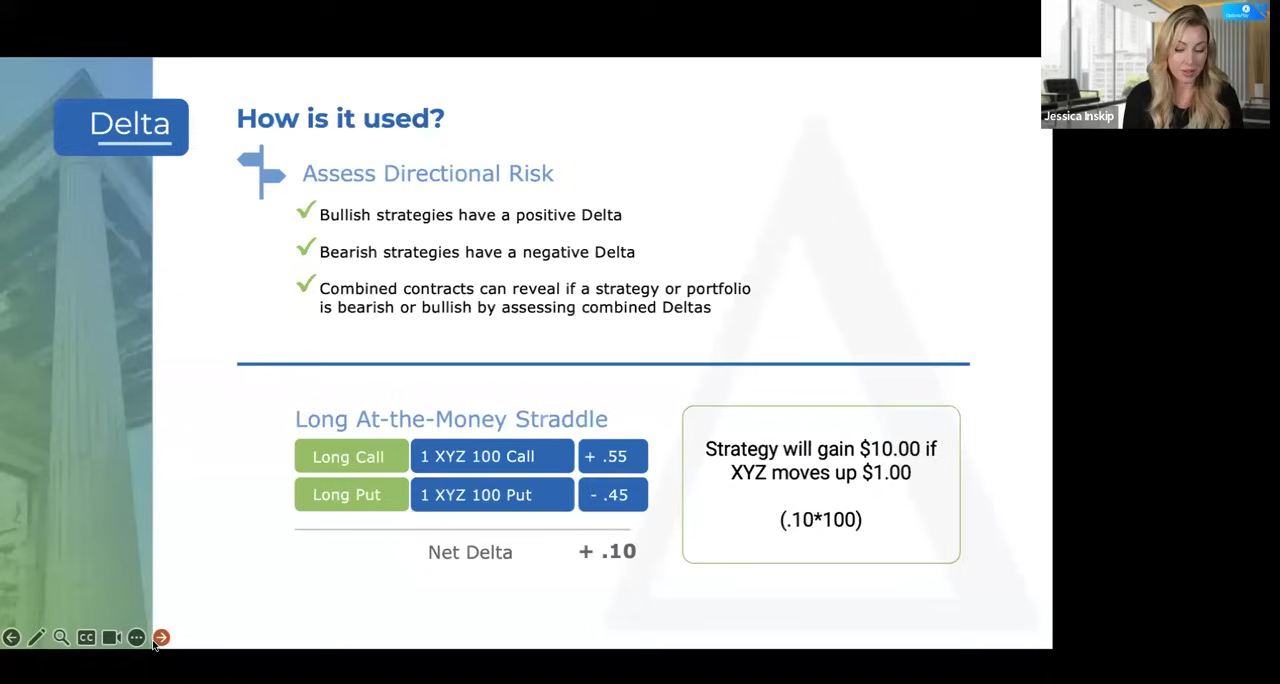 Delta
How is it used?
Assess Directional Risk
Bullish strategies have a positive Delta
Bearish strategies have a negative Delta
Combined contracts can reveal if a strategy or portfolio
is bearish or bullish by assessing combined Deltas
Long At-the-Money Straddle
Long Call 1 XYZ 100 Call + .55
Long Put 1 XYZ 100 Put - .45
Net Delta + .10
Strategy will gain $10.00 if
XYZ moves up $1.00
(.10*100)
Jessica Inskip
CC